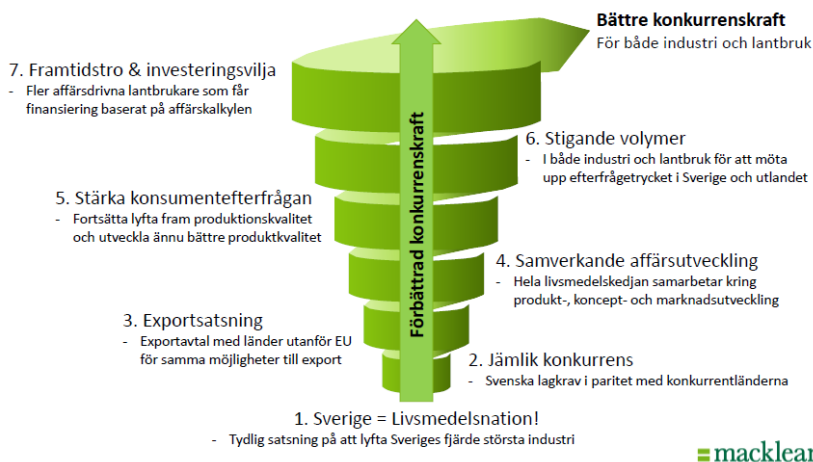 Bättre konkurrenskraft
För både industri och lantbruk
7. Framtidstro & investeringsvilja
- Fler affärsdrivna lantbrukare som får
finansiering baserat på affärskalkylen
6. Stigande volymer
- I både industri och lantbruk för att möta
upp efterfrågetrycket i Sverige och utlandet
5. Stärka konsumentefterfrågan
- Fortsätta lyfta fram produktionskvalitet
och utveckla ännu bättre produktkvalitet
4. Samverkande affärsutveckling
- Hela livsmedelskedjan samarbetar kring
produkt-, koncept- och marknadsutveckling
3. Exportsatsning
- Exportavtal med länder utanför EU
för samma möjligheter till export
2. Jämlik konkurrens
- Svenska lagkrav i paritet med konkurrentländerna
1. Sverige = Livsmedelsnation!
- Tydlig satsning på att lyfta Sveriges fjärde största industri
Förbättrad konkurrenskraft
macklean